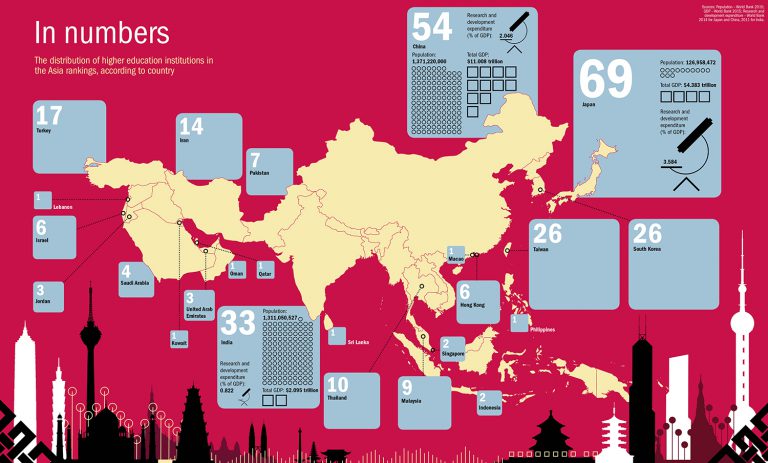 In numbers
The distribution of higher education institutions in
the Asia rankings, according to country
Sources: Population - World Bank 2015;
GDP - World Bank 2015; Research and
development expenditure - World Bank
2014 for Japan and China, 2011 for India
54
China
Population:
1,371,220,000
Research and
development
expenditure
(% of GDP):
2.046
Total GDP:
$11.008 trillion
69
Japan
Population: 126,958,472
Total GDP: $4.383 trillion
Research and
development
expenditure
(% of GDP):
3.584
17
Turkey
14
Iran
7
Pakistan
1
Lebanon
6
Israel
3
Jordan
4
Saudi Arabia
3
United Arab
Emirates
1
Oman
1
Qatar
1
Kuwait
33
India
Population:
1,311,050,527
Research and
development
expenditure
(% of GDP):
0.822
Total GDP: $2.095 trillion
1
Sri Lanka
10
Thailand
9
Malaysia
2
Singapore
2
Indonesia
1
Macao
6
Hong Kong
1
Philippines
26
Taiwan
26
South Korea